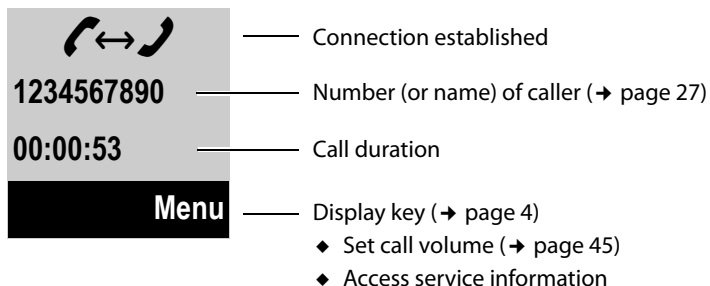 Connection established
1234567890 Number (or name) of caller (➔ page 27)
00:00:53 Call duration
Menu Display key (➔ page 4)
◆ Set call volume (➔ page 45)
◆ Access service information